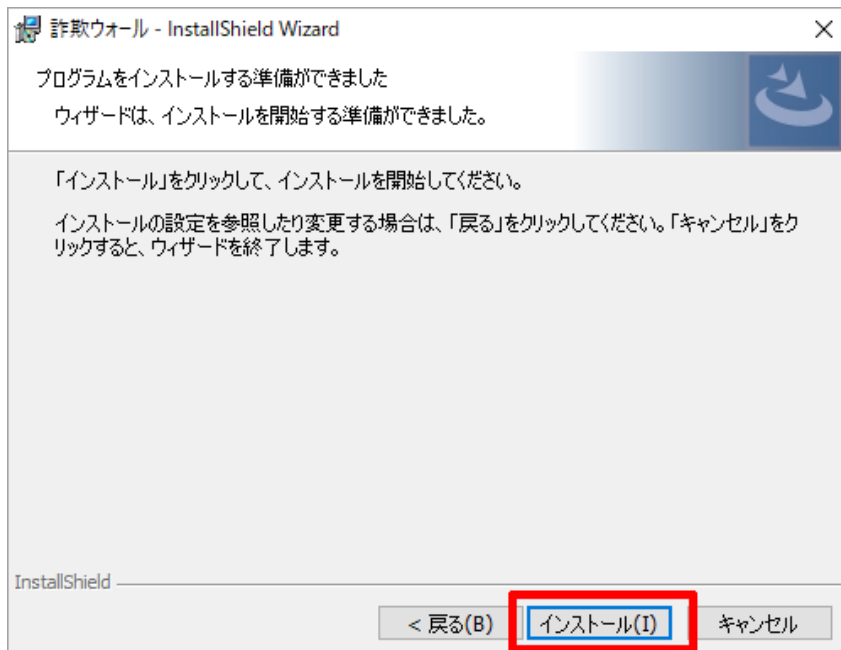 詐欺ウォール - InstallShield Wizard
プログラムをインストールする準備ができました
ウィザードは、インストールを開始する準備ができました。
「インストール」をクリックして、インストールを開始してください。
インストールの設定を参照したり変更する場合は、「戻る」をクリックしてください。「キャンセル」をク
リックすると、ウィザードを終了します。
InstallShield
< 戻る(B)
インストール(I)
キャンセル